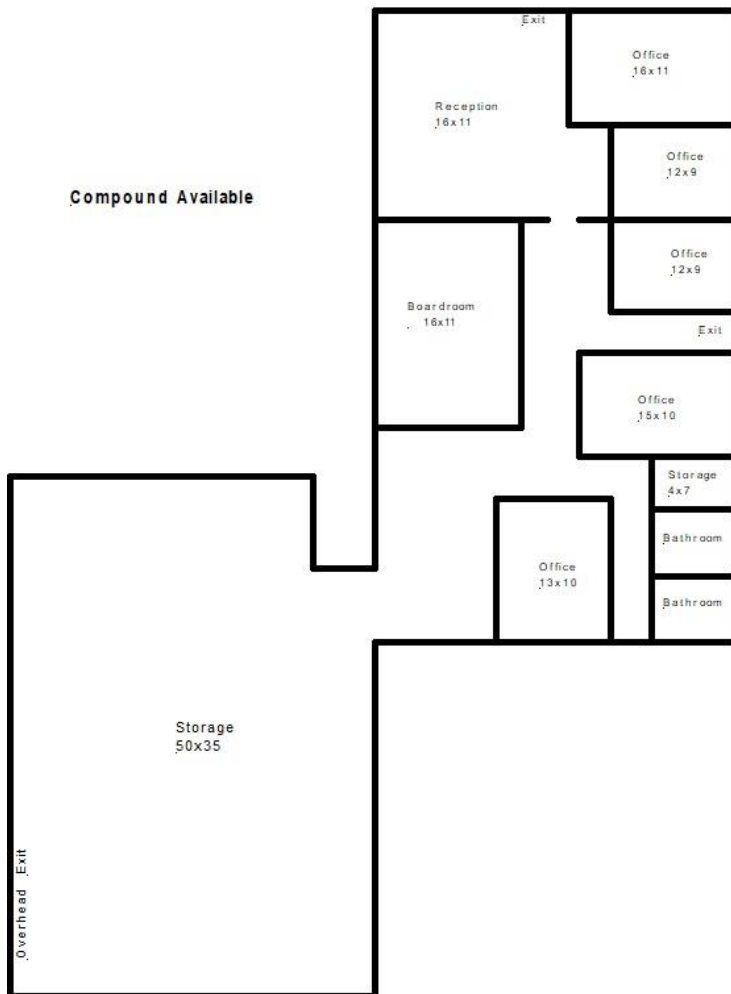 Exit
Office
16x11
Reception
16x11
Office
12x9
Compound Available
Office
12x9
Boardroom
16x11
Exit
Office
15x10
Storage
4x7
Bathroom
Office
13x10
Bathroom
Storage
50x35
Overhead Exit